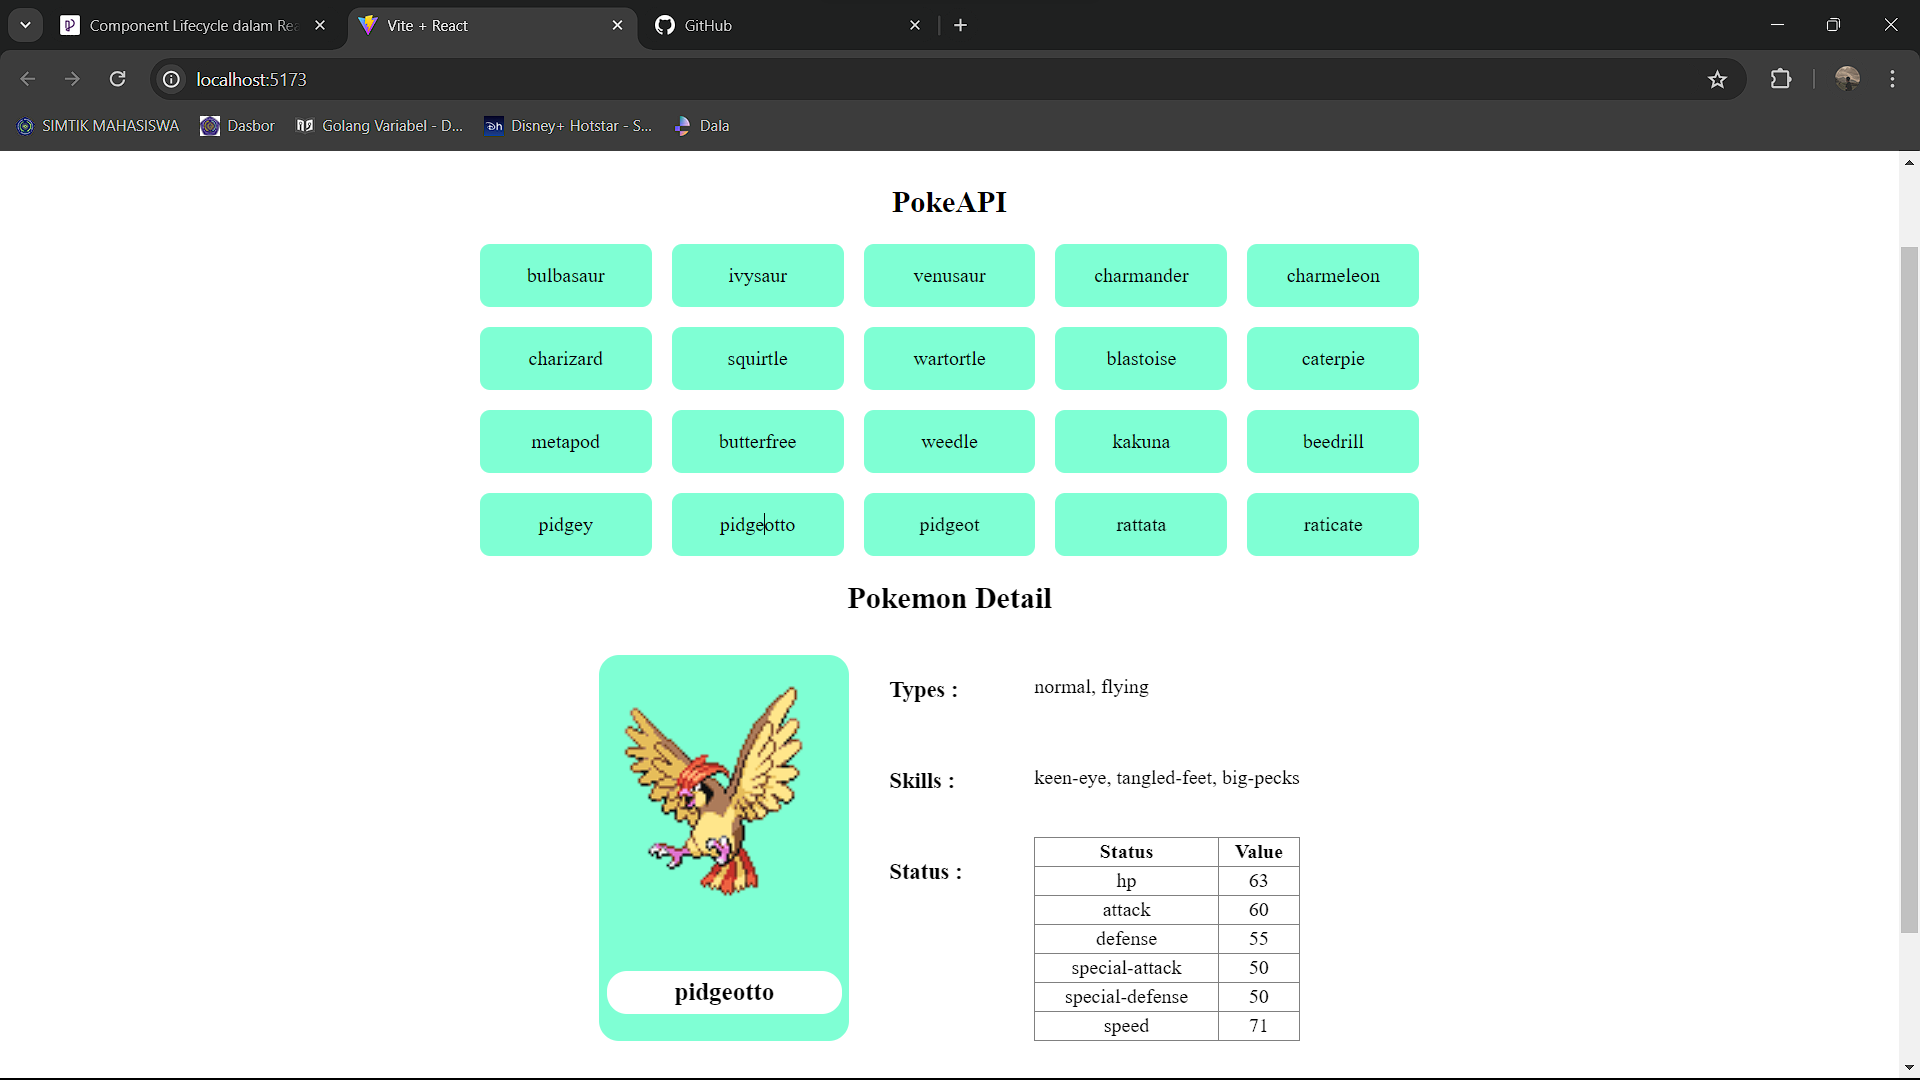 Component Lifecycle dalam Rea
Vite + React
GitHub
localhost:5173
SIMTIK MAHASISWA
Dasbor
Golang Variabel - D...
Disney+ Hotstar - S...
Dala
PokeAPI
bulbasaur ivysaur venusaur charmander charmeleon
charizard squirtle wartortle blastoise caterpie
metapod butterfree weedle kakuna beedrill
pidgey pidgeotto pidgeot rattata raticate
Pokemon Detail
pidgeotto
Types : normal, flying
Skills : keen-eye, tangled-feet, big-pecks
Status :
Status Value
hp 63
attack 60
defense 55
special-attack 50
special-defense 50
speed 71